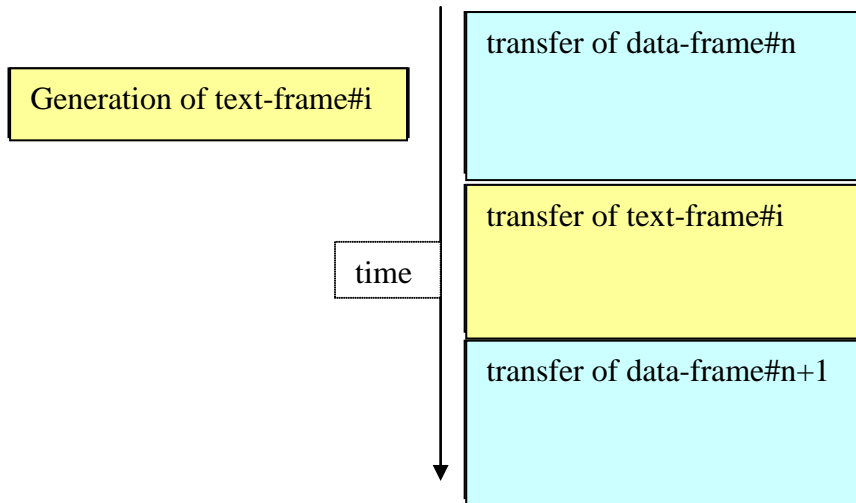 transfer of data-frame#n
Generation of text-frame#i
transfer of text-frame#i
time
transfer of data-frame#n+1